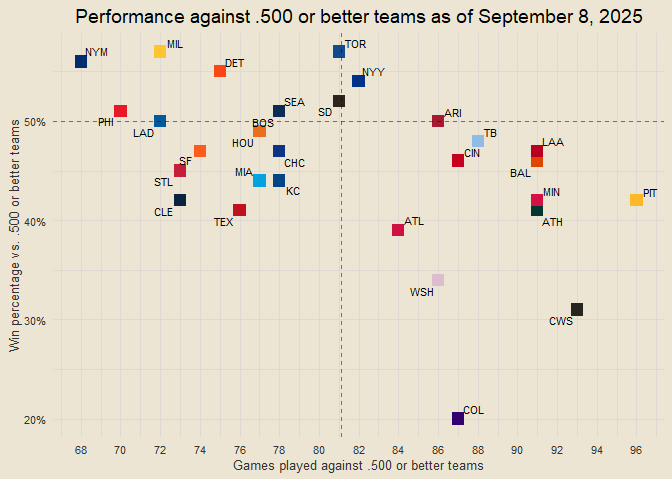 Performance against .500 or better teams as of September 8, 2025
Win percentage vs. .500 or better teams
NYM
MIL
TOR
DET
NYY
SEA
SD
PHI
50%
LAD
BOS
ARI
HOU
TB
LAA
SF
CHC
CIN
BAL
STL
MIA
KC
MIN
PIT
CLE
40%
TEX
ATL
ATH
WSH
30%
CWS
COL
20%
68 70 72 74 76 78 80 82 84 86 88 90 92 94 96
Games played against .500 or better teams